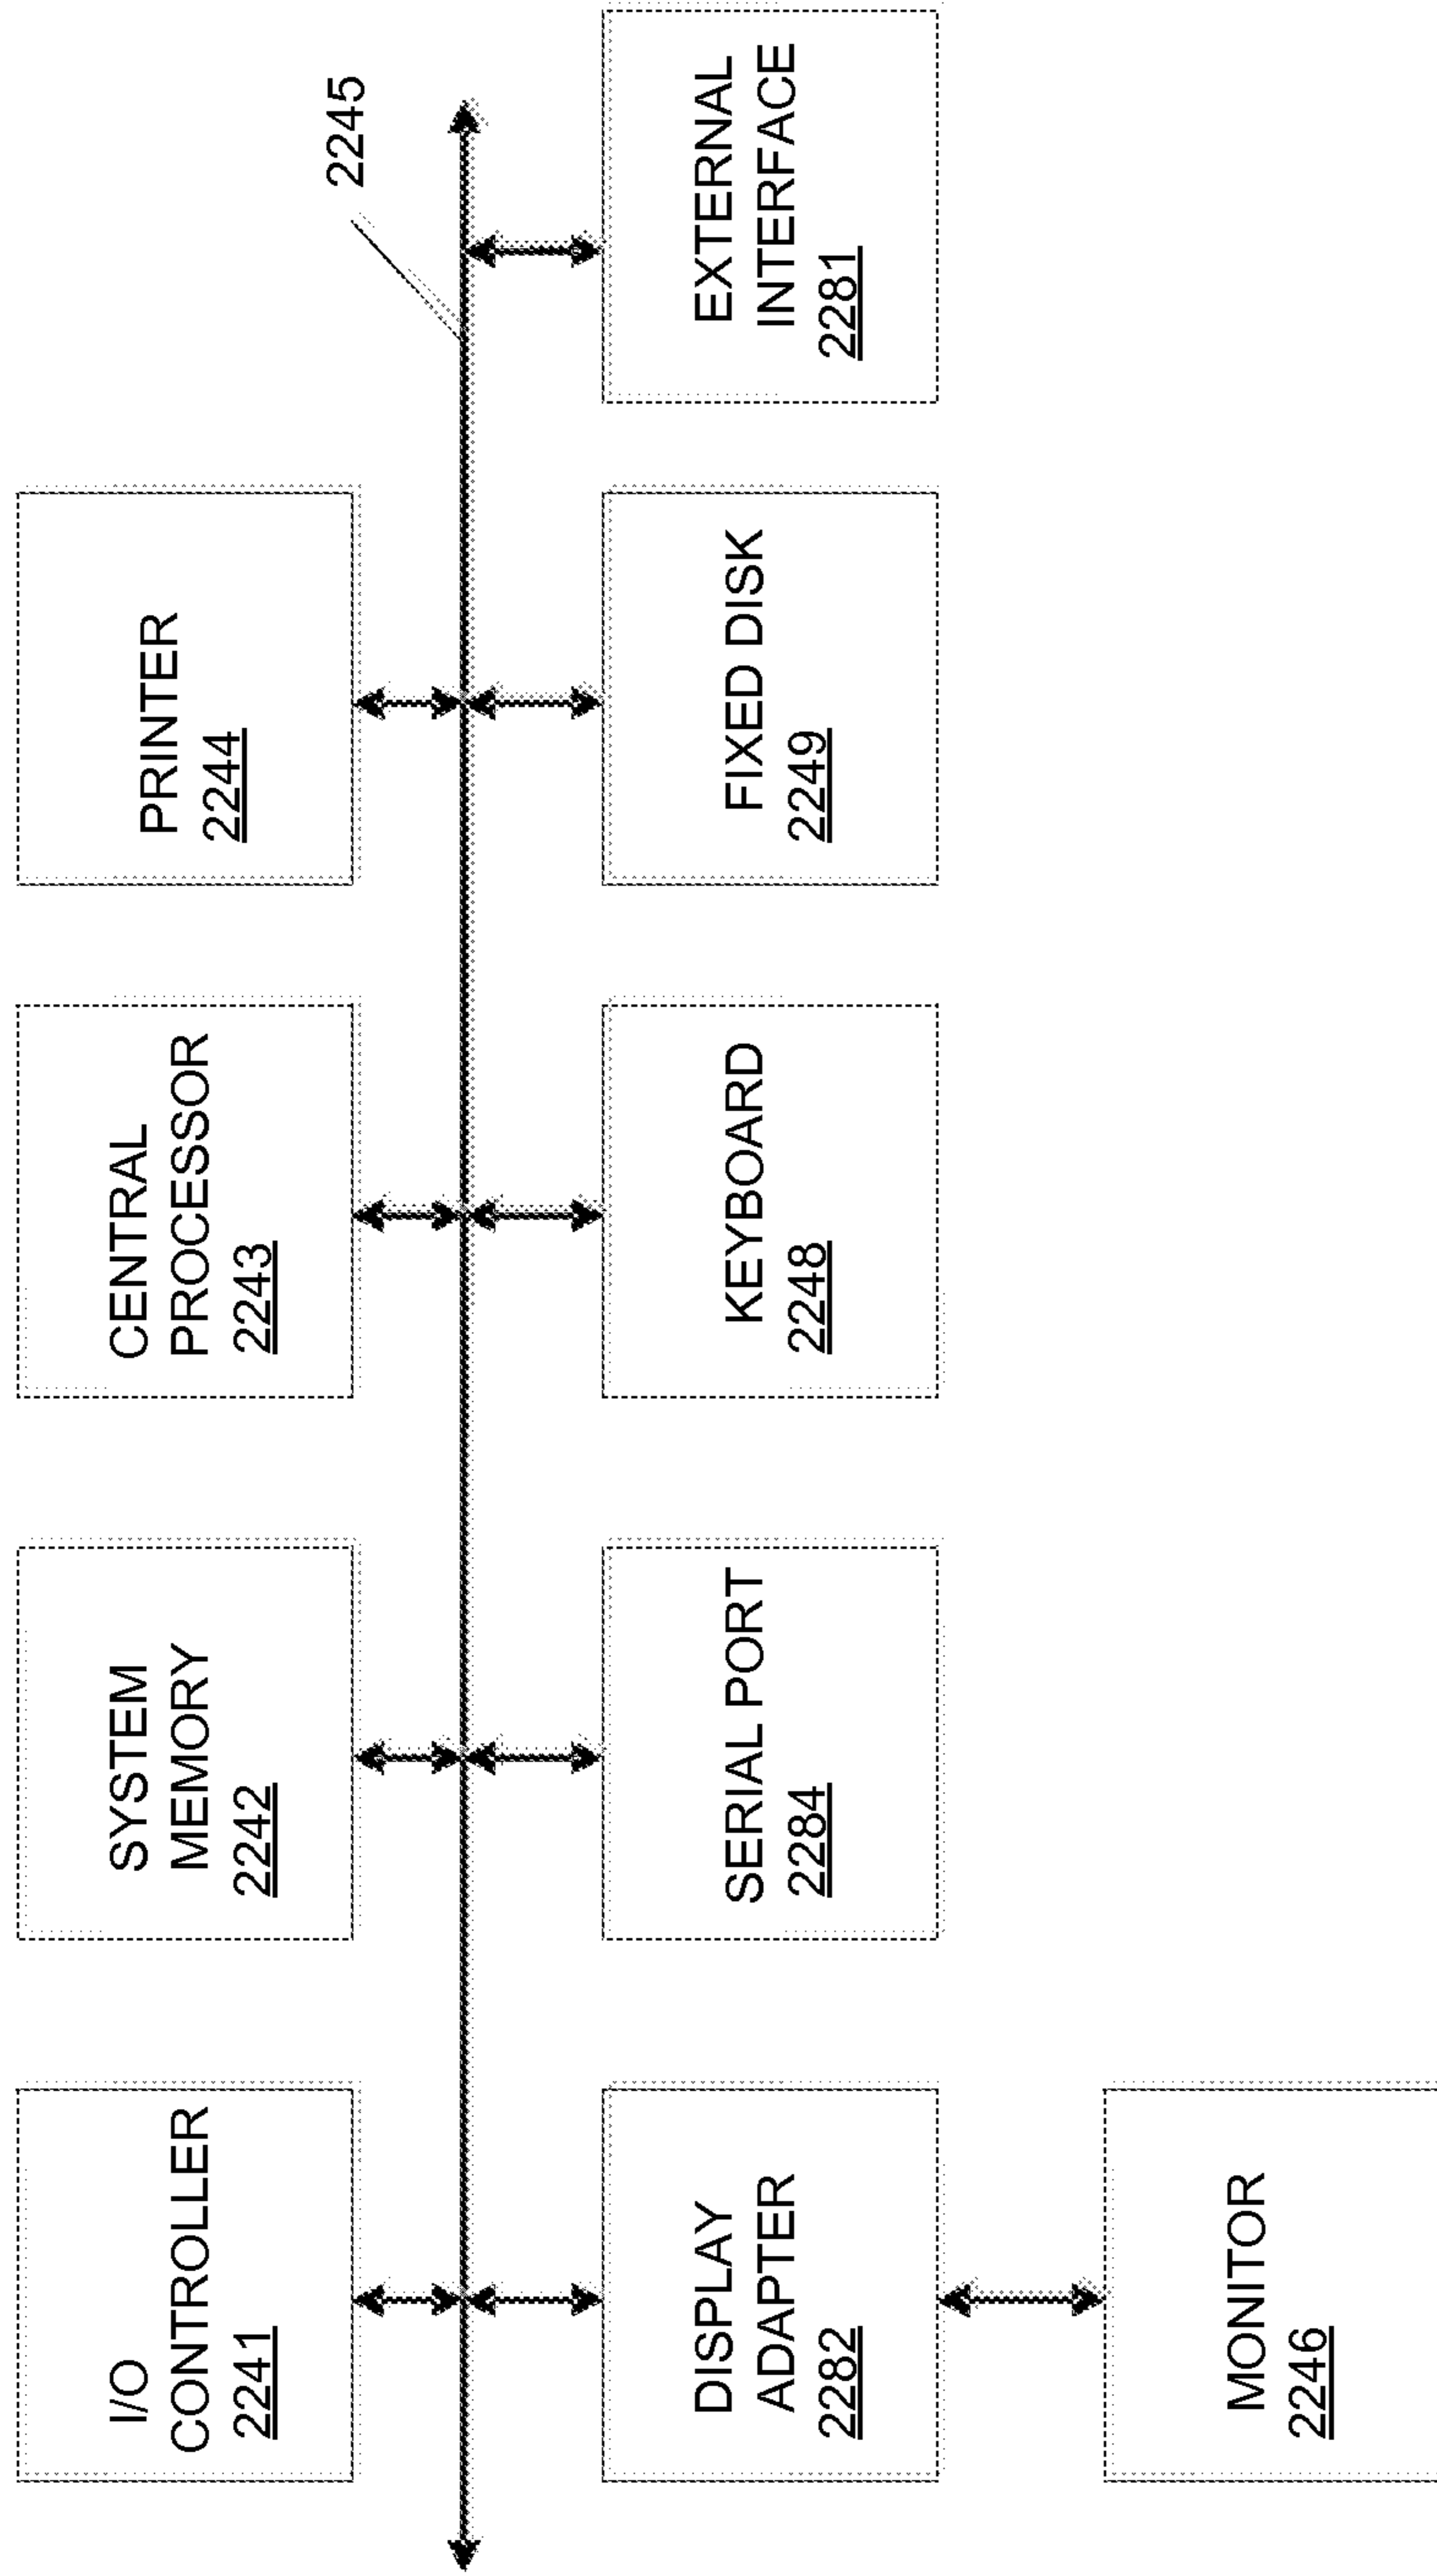 I/O
CONTROLLER
2241
SYSTEM
MEMORY
2242
CENTRAL
PROCESSOR
2243
PRINTER
2244
2245
DISPLAY
ADAPTER
2282
SERIAL PORT
2284
KEYBOARD
2248
FIXED DISK
2249
EXTERNAL
INTERFACE
2281
MONITOR
2246